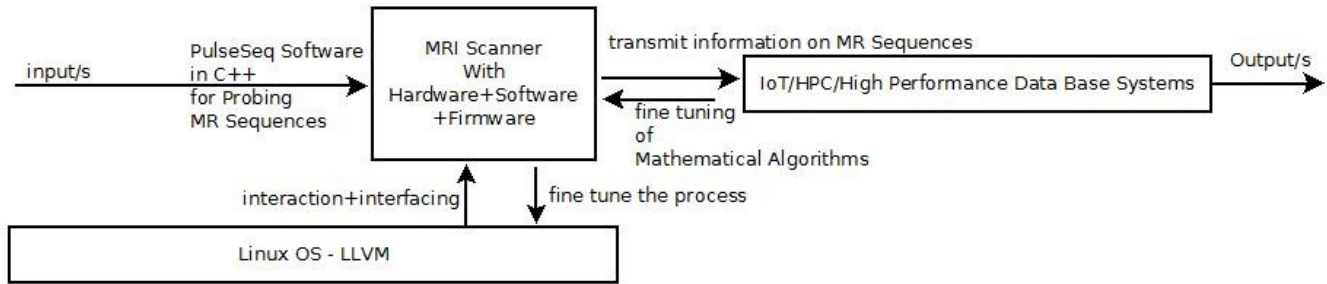 input/s
PulseSeq Software
in C++
for Probing
MR Sequences
MRI Scanner
With
Hardware+Software
+Firmware
transmit information on MR Sequences
fine tuning
of
Mathematical Algorithms
IoT/HPC/High Performance Data Base Systems
Output/s
interaction+interfacing
fine tune the process
Linux OS - LLVM